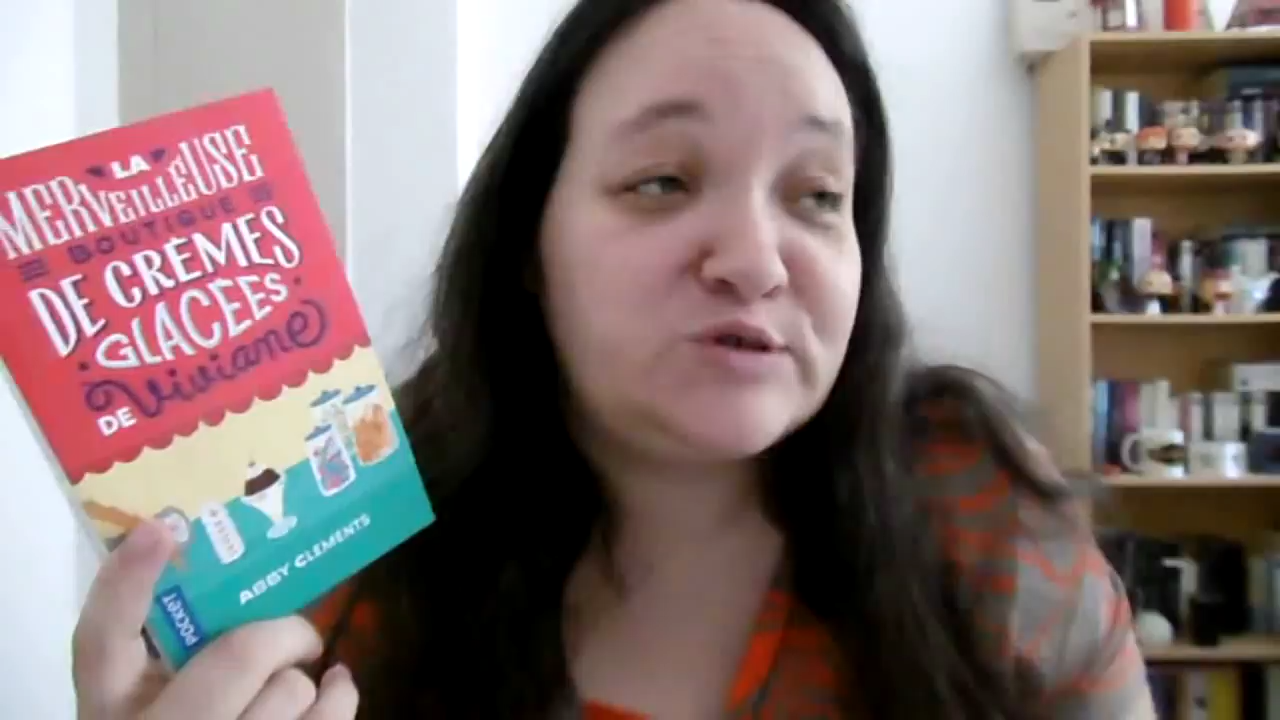 LA
MERVEILLEUSE
BOUTIQUE
DE CRÈMES
GLACÉES
DE Viviane
ABBY CLEMENTS
POCKET